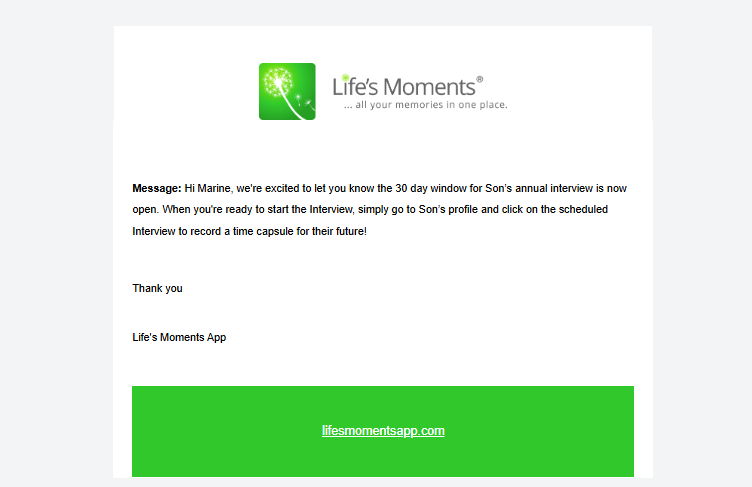 Life's Moments®
... all your memories in one place.
Message: Hi Marine, we're excited to let you know the 30 day window for Son's annual interview is now
open. When you're ready to start the Interview, simply go to Son's profile and click on the scheduled
Interview to record a time capsule for their future!
Thank you
Life's Moments App
lifesmomentsapp.com